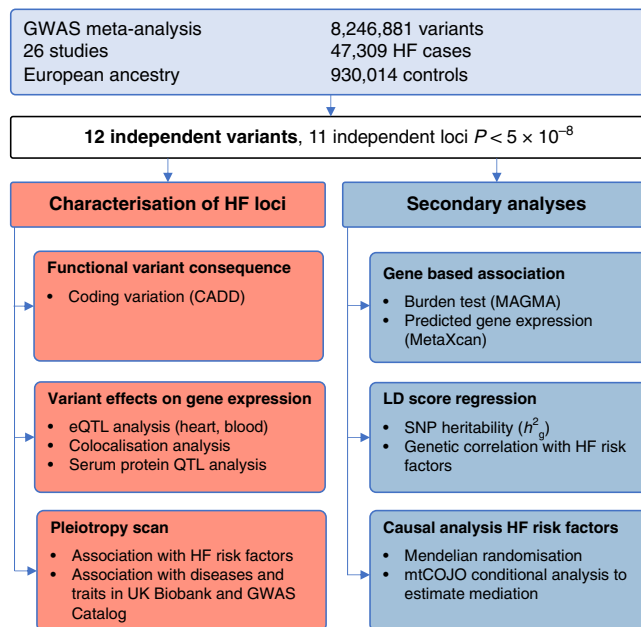 GWAS meta-analysis 8,246,881 variants
26 studies 47,309 HF cases
European ancestry 930,014 controls
12 independent variants, 11 independent loci P < 5 × 10⁻⁸
Characterisation of HF loci
Functional variant consequence
• Coding variation (CADD)
Variant effects on gene expression
• eQTL analysis (heart, blood)
• Colocalisation analysis
• Serum protein QTL analysis
Pleiotropy scan
• Association with HF risk factors
• Association with diseases and
traits in UK Biobank and GWAS
Catalog
Secondary analyses
Gene based association
• Burden test (MAGMA)
• Predicted gene expression
(MetaXcan)
LD score regression
• SNP heritability (h²g)
• Genetic correlation with HF risk
factors
Causal analysis HF risk factors
• Mendelian randomisation
• mtCOJO conditional analysis to
estimate mediation